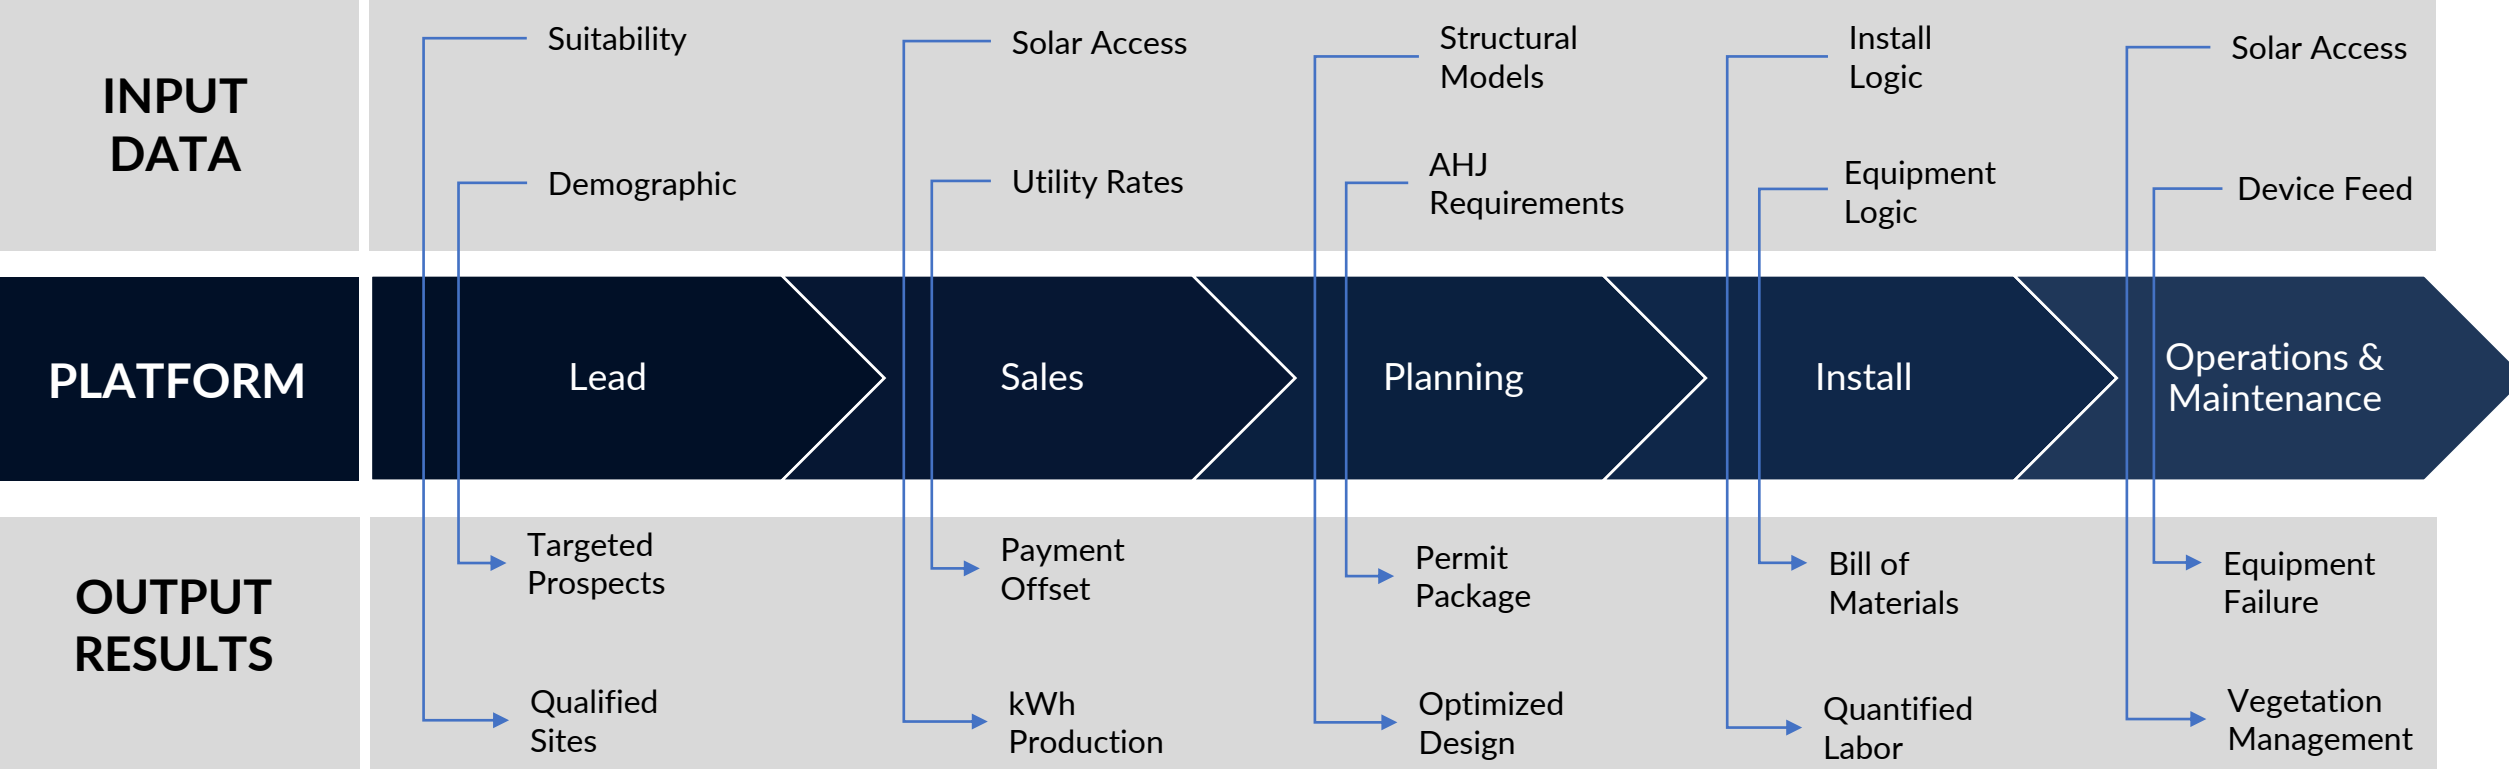 INPUT
DATA
Suitability
Solar Access
Structural
Models
Install
Logic
Solar Access
Demographic
Utility Rates
AHJ
Requirements
Equipment
Logic
Device Feed
PLATFORM
Lead
Sales
Planning
Install
Operations &
Maintenance
OUTPUT
RESULTS
Targeted
Prospects
Payment
Offset
Permit
Package
Bill of
Materials
Equipment
Failure
Qualified
Sites
kWh
Production
Optimized
Design
Quantified
Labor
Vegetation
Management